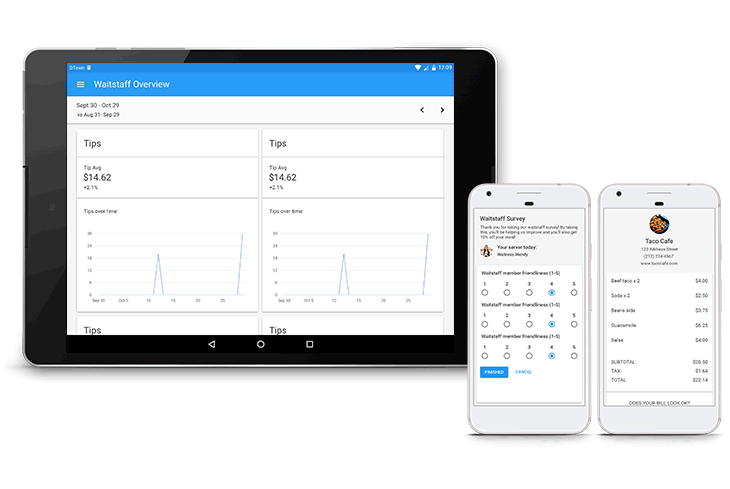 DTown
12:09
Waitstaff Overview
Sept 30 - Oct 29
vs Aug 31- Sep 29
Tips
Tip Avg
$14.62
+2.1%
Tips over time
30
24
18
12
6
0
Sep 30
Oct 5
10
15
20
25
Tips
Tips
Tip Avg
$14.62
+2.1%
Tips over time
30
24
18
12
6
0
Sep 30
Oct 5
10
15
20
25
Tips
Waitstaff Survey
Thank you for taking our waitstaff survey! By taking
this, you'll be helping us improve and you'll also get
10% off your meal!
Your server today:
Waitress Wendy
Waitstaff member friendliness (1-5)
1 2 3 4 5
Waitstaff member friendliness (1-5)
1 2 3 4 5
Waitstaff member friendliness (1-5)
1 2 3 4 5
FINISHED CANCEL
Taco Cafe
123 Address Street
(212) 234-4567
www.tacocafe.com
Beef taco x 2 $4.00
Soda x 2 $2.50
Beans side $3.75
Guacamole $6.25
Salsa $4.00
SUBTOTAL: $20.50
TAX: $1.64
TOTAL: $22.14
DOES YOUR BILL LOOK OK?